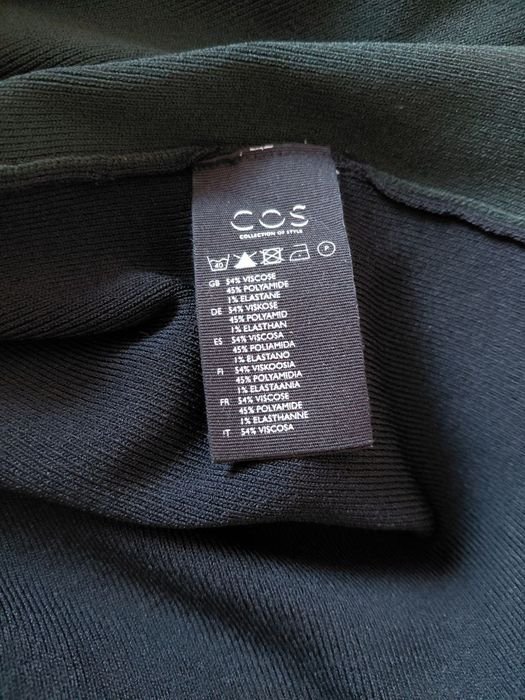 COS
COLLECTION OF STYLE
40 P
GB 54% VISCOSE
45% POLYAMIDE
1% ELASTANE
DE 54% VISKOSE
45% POLYAMID
1% ELASTHAN
ES 54% VISCOSA
45% POLIAMIDA
1% ELASTANO
FI 54% VISKOOSIA
45% POLYAMIDIA
1% ELASTAANIA
FR 54% VISCOSE
45% POLYAMIDE
1% ELASTHANNE
IT 54% VISCOSA